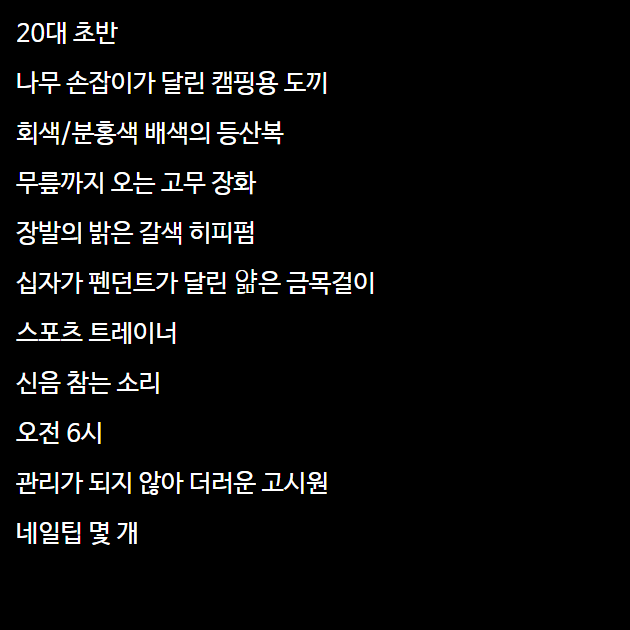 20대 초반
나무 손잡이가 달린 캠핑용 도끼
회색/분홍색 배색의 등산복
무릎까지 오는 고무 장화
장발의 밝은 갈색 히피펌
십자가 펜던트가 달린 얆은 금목걸이
스포츠 트레이너
신음 참는 소리
오전 6시
관리가 되지 않아 더러운 고시원
네일팁 몇 개